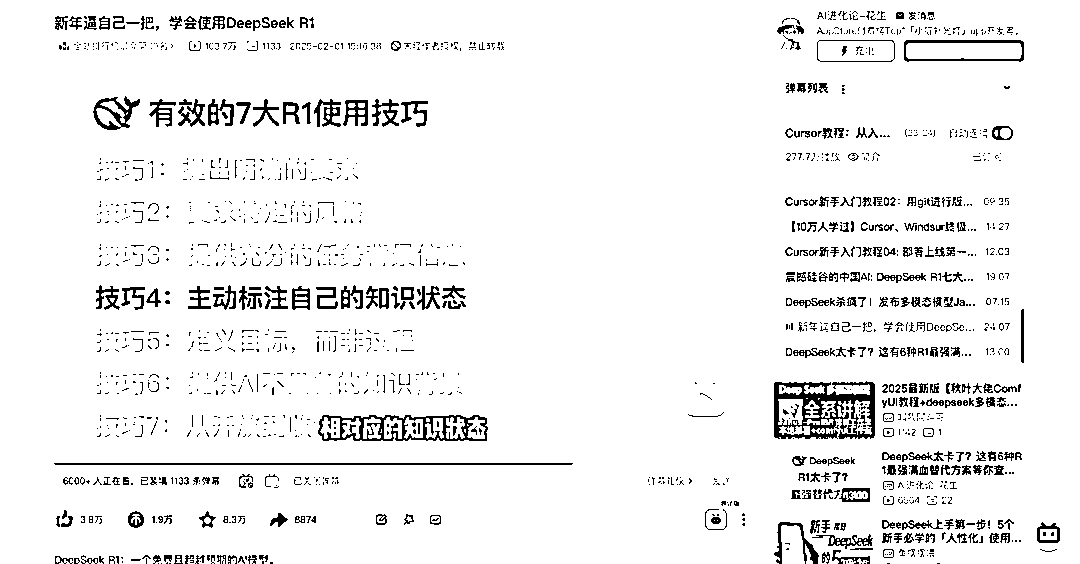 新年逼自己一把，学会使用DeepSeek R1
103.7万 1133 2025-02-01 15:16:38 未经作者授权，禁止转载
有效的7大R1使用技巧
技巧1：提出明确的要求
技巧2：要求特定的风格
技巧3：提供充分的任务背景信息
技巧4：主动标注自己的知识状态
技巧5：定义目标，而非过程
技巧6：提供AI不具备的知识背景
技巧7：从开放到收
相对应的知识状态
6000+ 人正在看，已装填 1133 条弹幕
已关闭弹幕
弹幕礼仪 > 发送
3.8万 1.9万 8.3万 6874
DeepSeek R1：一个免费且超越预期的AI模型。
AI进化论-花生 发消息
充电
弹幕列表
Cursor教程：从入... 自动连播
277.7万播放 简介
Cursor新手入门教程02：用git进行版... 09:35
【10万人学过】Cursor、Windsurf终极... 14:27
Cursor新手入门教程04: 部署上线第一... 12:03
震撼硅谷的中国AI: DeepSeek R1七大... 19:07
DeepSeek杀疯了！发布多模态模型Ja... 07:15
新年逼自己一把，学会使用DeepSe... 24:07
DeepSeek太卡了？这有6种R1最强满... 13:00
全系讲解
2025最新版【秋叶大佬Comf
yUI教程+deepseek多模态...
DeepSeek
R1太卡了？
DeepSeek太卡了？这有6种R
1最强满血替代方案等你查...
AI进化论-花生
6564 22
新手
DeepSeek
DeepSeek上手第一步！5个
新手必学的「人性化」使用...